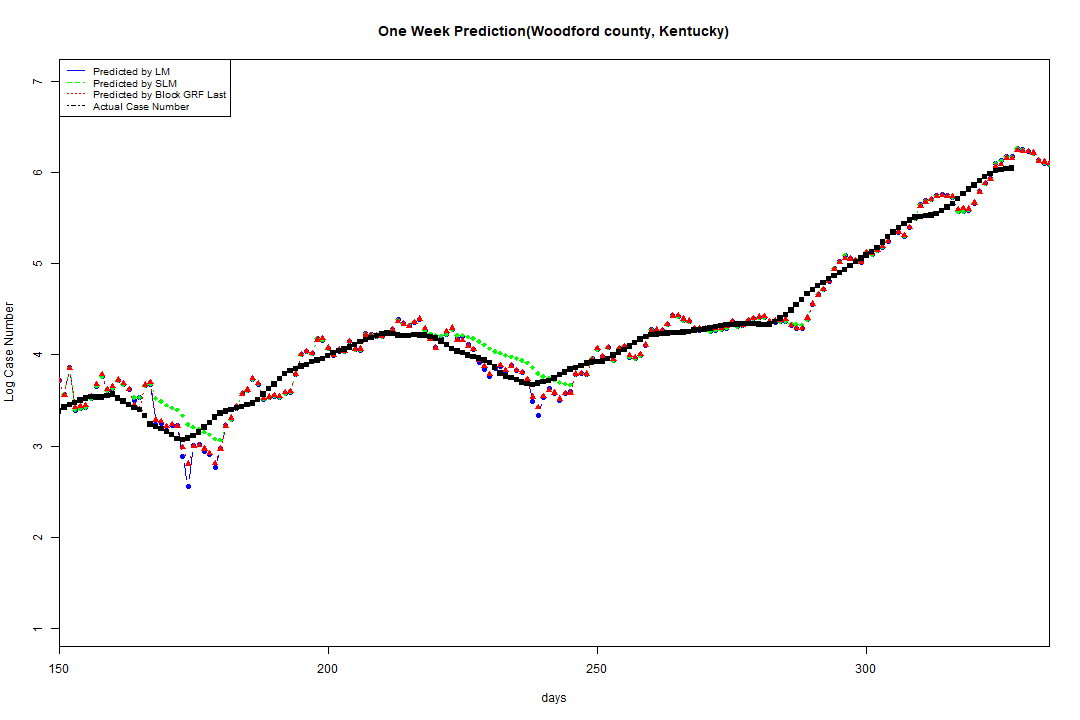 One Week Prediction(Woodford county, Kentucky)
Predicted by LM
Predicted by SLM
Predicted by Block GRF Last
Actual Case Number
7
6
5
4
3
2
1
Log Case Number
150
200
250
300
days